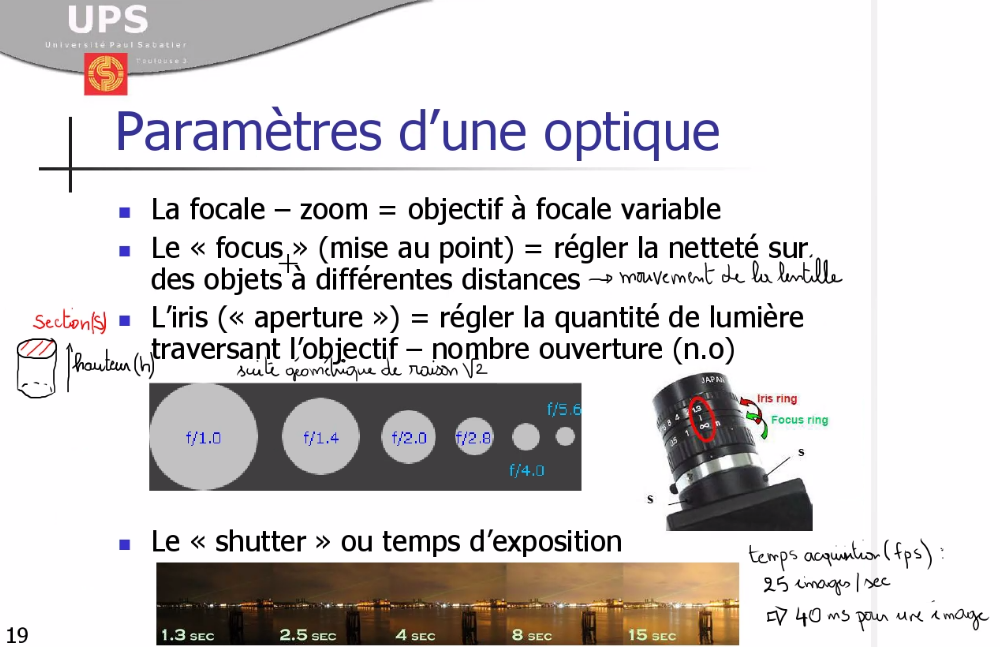 UPS
Université Paul Sabatier
Toulouse 3
Paramètres d’une optique
La focale – zoom = objectif à focale variable
Le « focus » (mise au point) = régler la netteté sur
des objets à différentes distances → mouvement de la lentille
Section(s)
L’iris (« aperture ») = régler la quantité de lumière
hauteur (h)
traversant l’objectif – nombre ouverture (n.o)
suite géométrique de raison √2
f/1.0
f/1.4
f/2.0
f/2.8
f/4.0
f/5.6
JAPAN
Iris ring
Focus ring
s
s
Le « shutter » ou temps d’exposition
temps acquisition (fps) :
25 images / sec
⇨ 40 ms pour une image
1.3 SEC
2.5 SEC
4 SEC
8 SEC
15 SEC
19